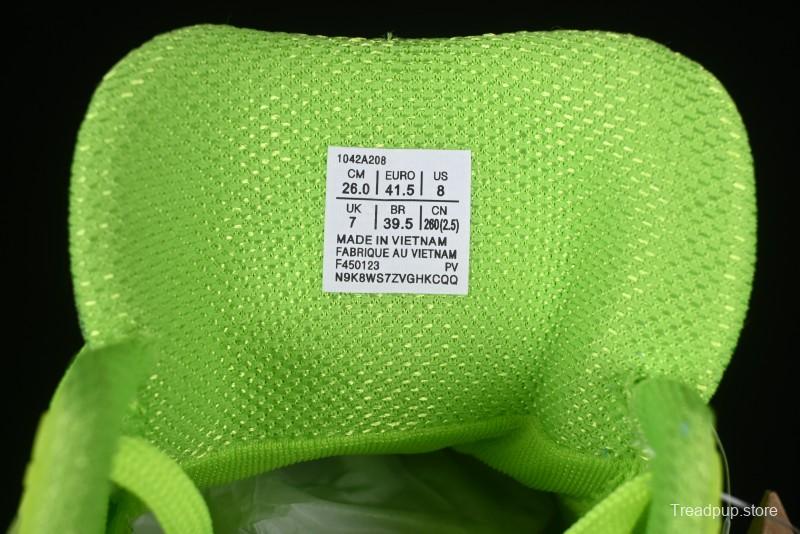 1042A208
CM EURO US
26.0 41.5 8
UK BR CN
7 39.5 260(2.5)
MADE IN VIETNAM
FABRIQUE AU VIETNAM
F450123 PV
N9K8WS7ZVGHKCQQ
Treadpup.store